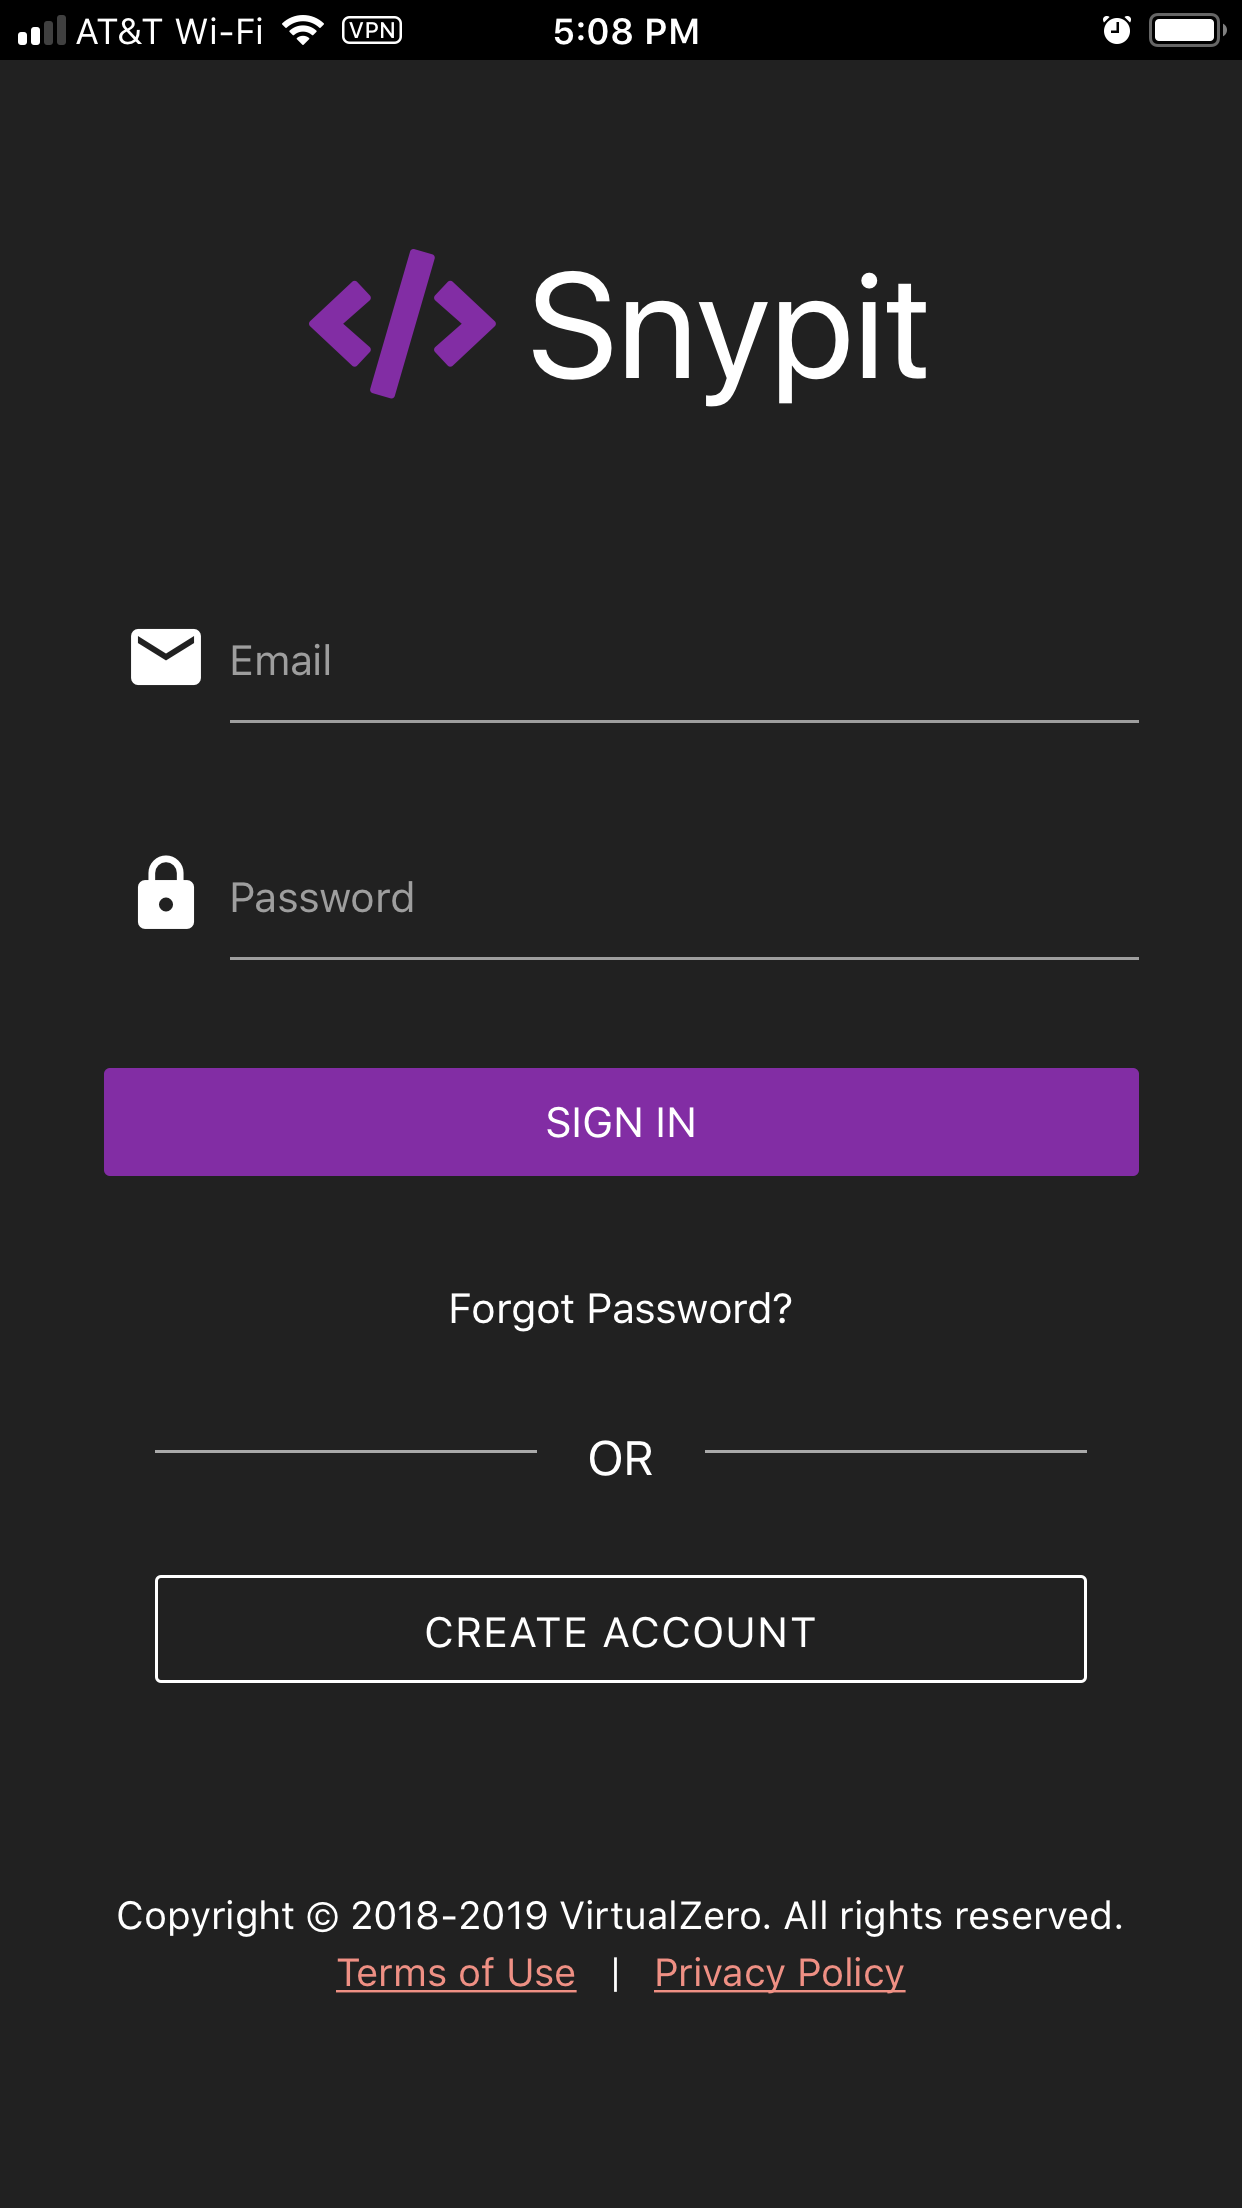 AT&T Wi-Fi VPN 5:08 PM
</> Snypit
Email
Password
SIGN IN
Forgot Password?
OR
CREATE ACCOUNT
Copyright © 2018-2019 VirtualZero. All rights reserved.
Terms of Use | Privacy Policy